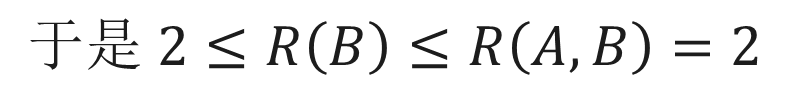 于是 2 ≤ R(B) ≤ R(A, B) = 2